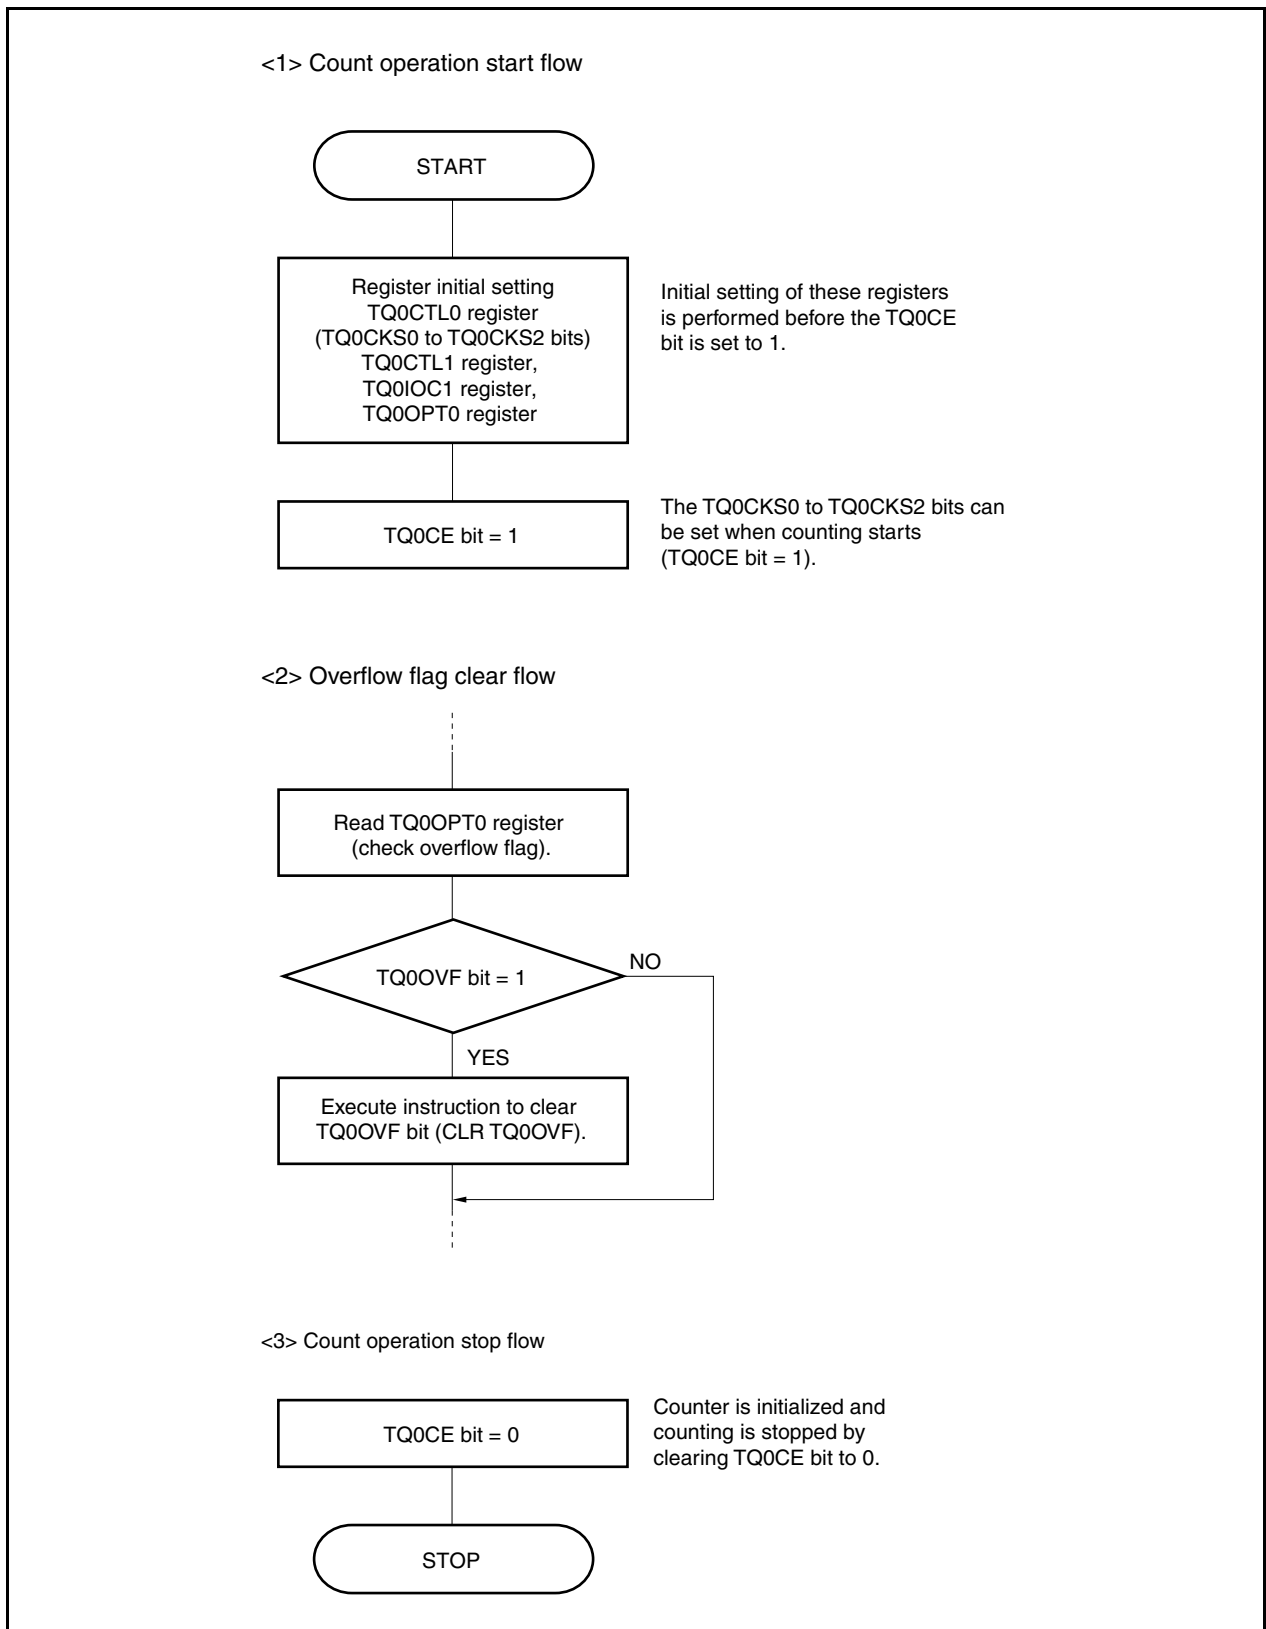 <1> Count operation start flow
START
Register initial setting
TQ0CTL0 register
(TQ0CKS0 to TQ0CKS2 bits)
TQ0CTL1 register,
TQ0IOC1 register,
TQ0OPT0 register
Initial setting of these registers
is performed before the TQ0CE
bit is set to 1.
TQ0CE bit = 1
The TQ0CKS0 to TQ0CKS2 bits can
be set when counting starts
(TQ0CE bit = 1).
<2> Overflow flag clear flow
Read TQ0OPT0 register
(check overflow flag).
TQ0OVF bit = 1
NO
YES
Execute instruction to clear
TQ0OVF bit (CLR TQ0OVF).
<3> Count operation stop flow
TQ0CE bit = 0
Counter is initialized and
counting is stopped by
clearing TQ0CE bit to 0.
STOP